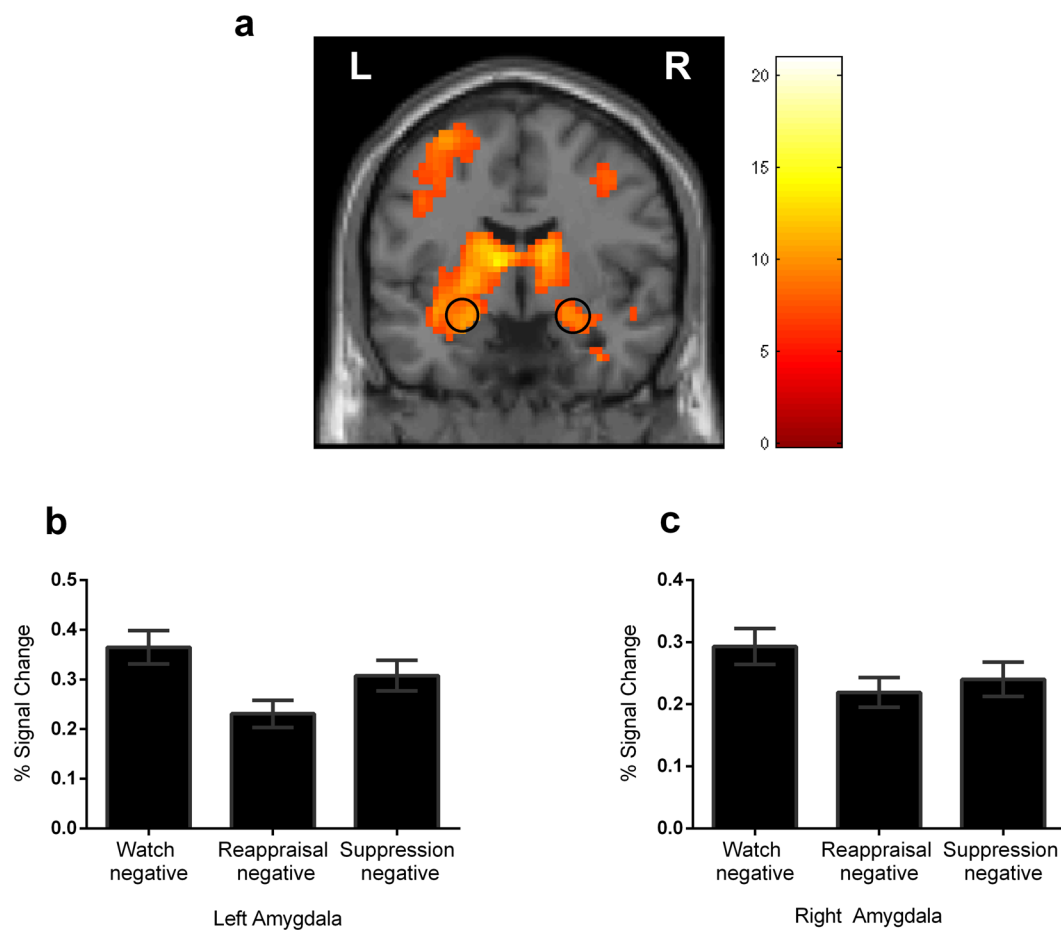 a
L R
20
15
10
5
0
b
% Signal Change
0.5
0.4
0.3
0.2
0.1
0.0
Watch negative
Reappraisal negative
Suppression negative
Left Amygdala
c
% Signal Change
0.4
0.3
0.2
0.1
0.0
Watch negative
Reappraisal negative
Suppression negative
Right Amygdala